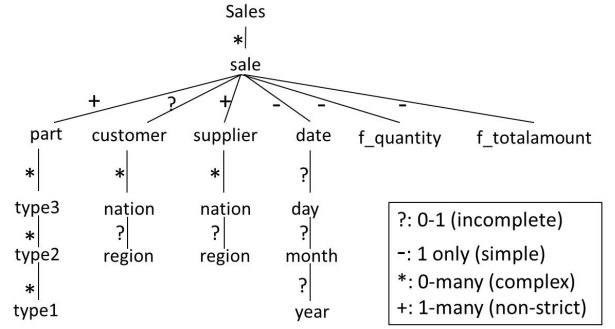 Sales
*
sale
+ ? + - - -
part customer supplier date f_quantity f_totalamount
* * * ?
type3 nation nation day
* ? ? ?
type2 region region month
* ?
type1 year
?: 0-1 (incomplete)
-: 1 only (simple)
*: 0-many (complex)
+: 1-many (non-strict)